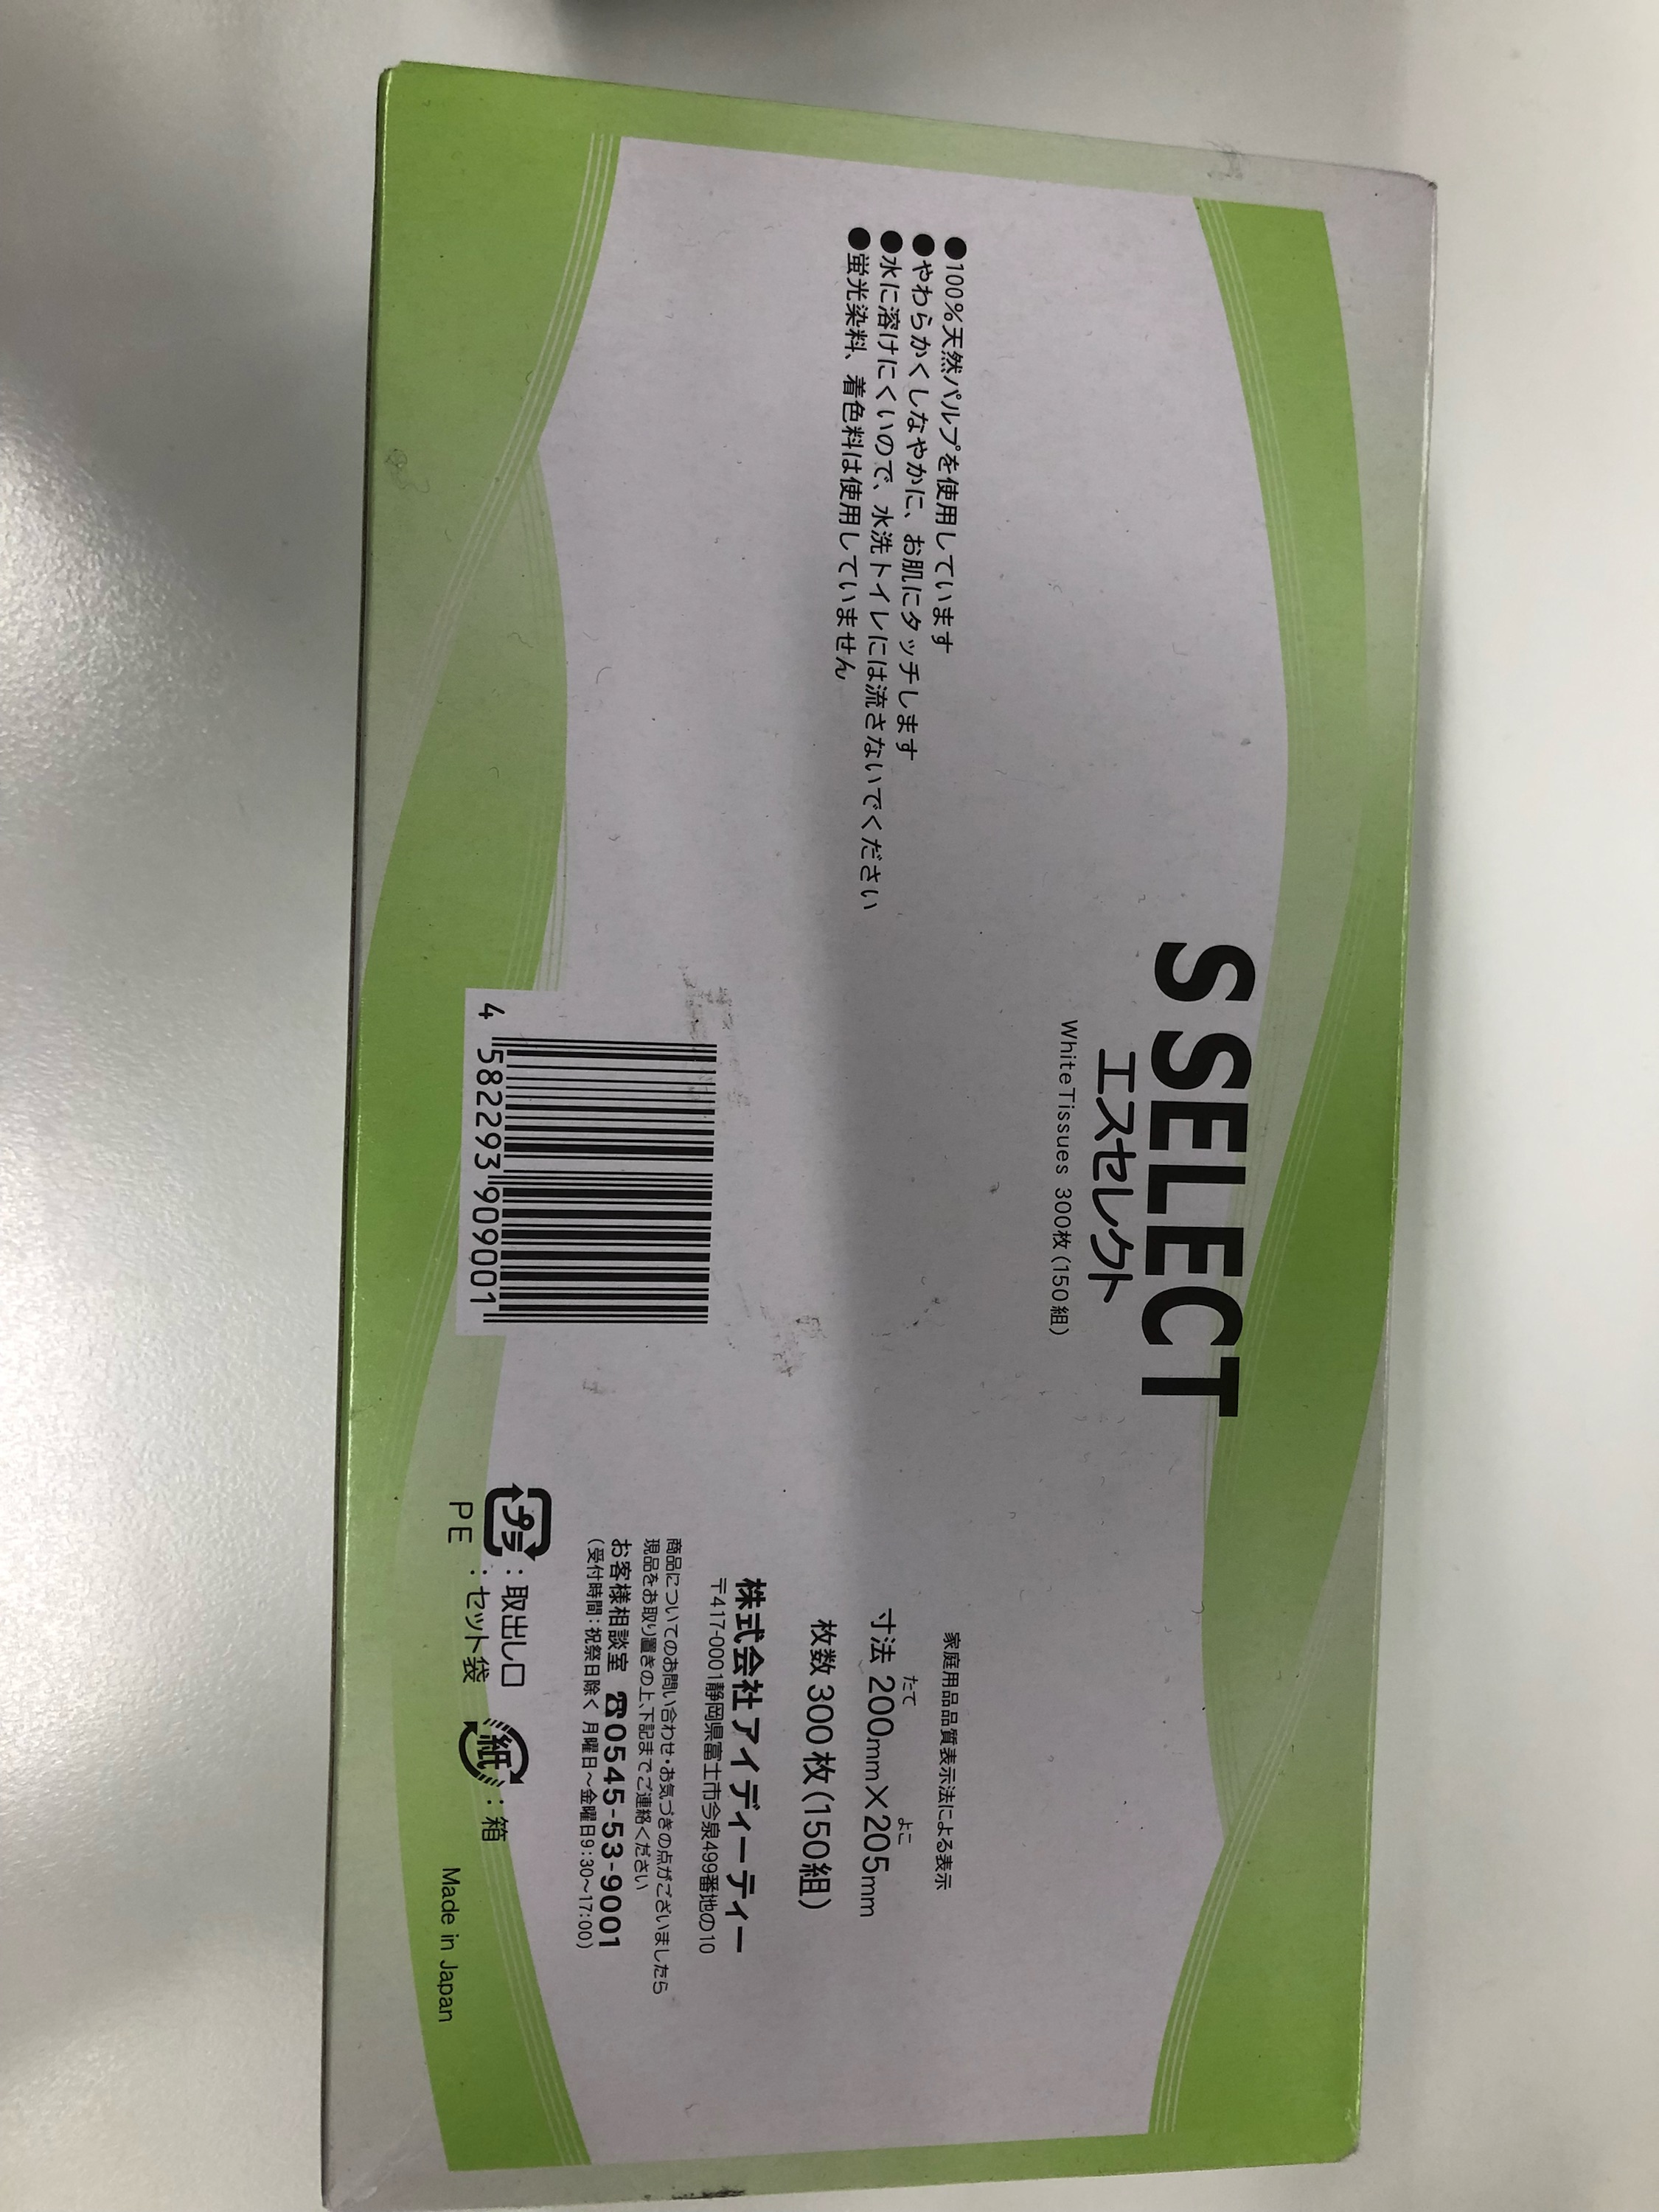 S SELECT
エスセレクト
WhiteTissues 300枚(150組)
●100%天然パルプを使用しています
●やわらかくしなやかに、お肌にタッチします
●水に溶けにくいので、水洗トイレには流さないでください
●蛍光染料、着色料は使用していません
4 582293 909001
家庭用品品質表示法による表示
たて よこ
寸法 200mm×205mm
枚数 300枚(150組)
株式会社アイディーティー
〒417-0001静岡県富士市今泉499番地の10
商品についてのお問い合わせ・お気づきの点がございましたら
現品をお取り置きの上、下記までご連絡ください
お客様相談室 ☎0545-53-9001
(受付時間:祝祭日除く 月曜日~金曜日9:30~17:00)
プラ:取出し口 紙:箱
PE :セット袋
Made in Japan